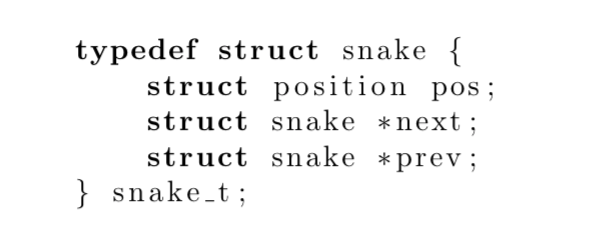 typedef struct snake {
    struct position pos;
    struct snake *next;
    struct snake *prev;
} snake_t;